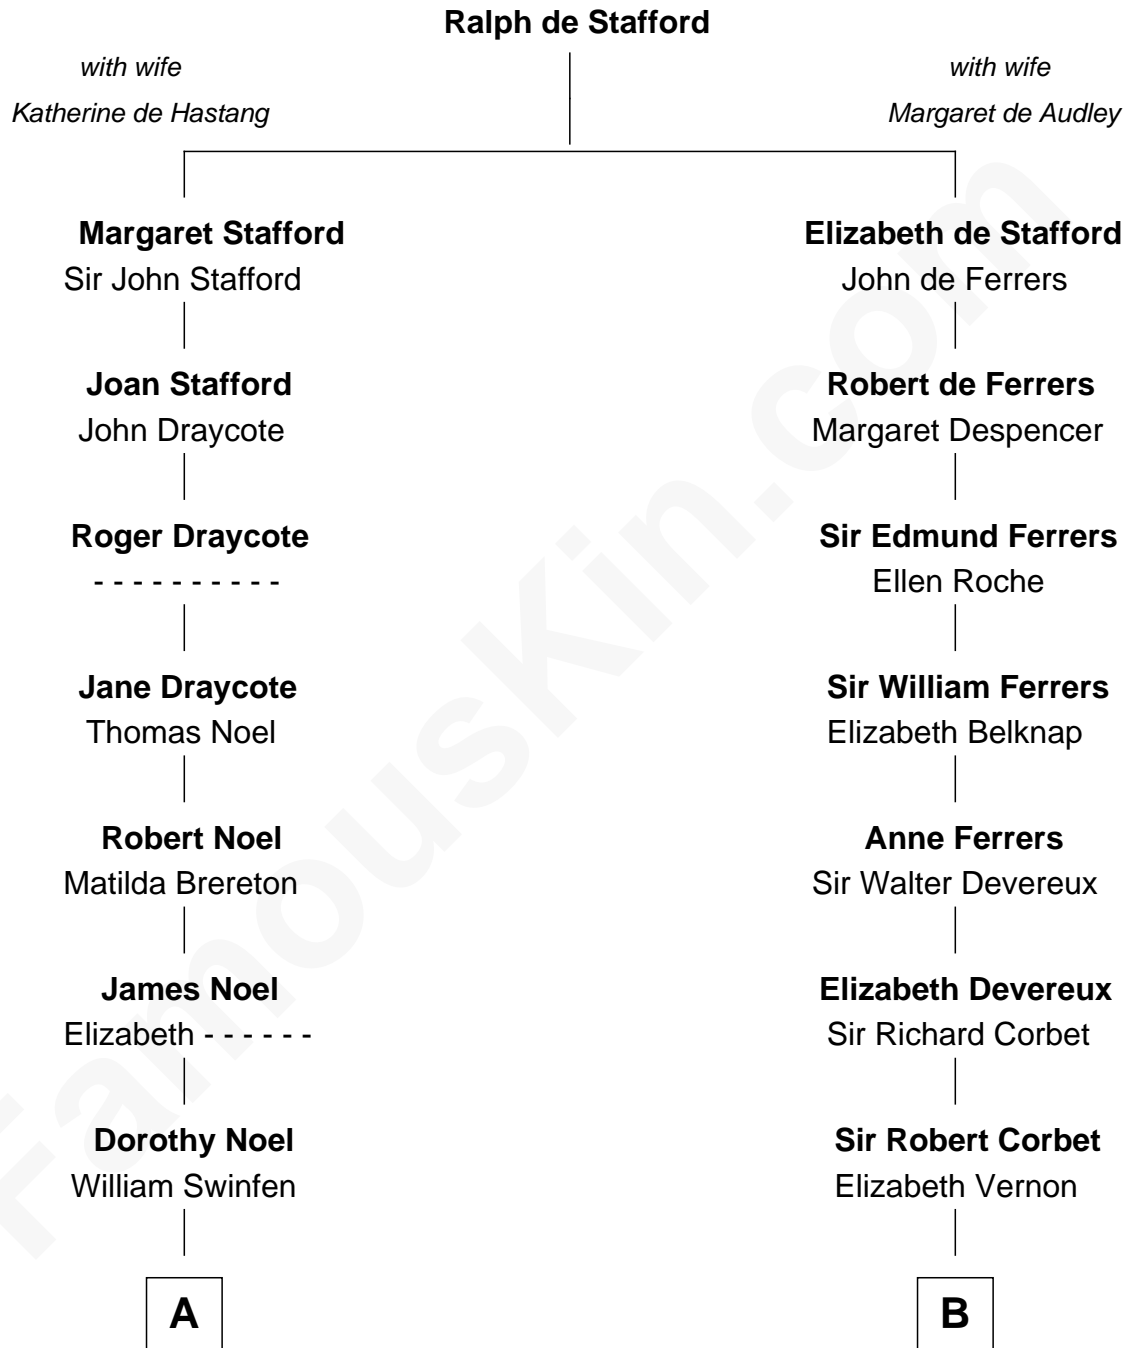 Ralph de Stafford
with wife
Katherine de Hastang
with wife
Margaret de Audley
Margaret Stafford
Sir John Stafford
Elizabeth de Stafford
John de Ferrers
Joan Stafford
John Draycote
Robert de Ferrers
Margaret Despencer
Roger Draycote
- - - - - - - - - -
Sir Edmund Ferrers
Ellen Roche
Jane Draycote
Thomas Noel
Sir William Ferrers
Elizabeth Belknap
Robert Noel
Matilda Brereton
Anne Ferrers
Sir Walter Devereux
James Noel
Elizabeth - - - - - -
Elizabeth Devereux
Sir Richard Corbet
Dorothy Noel
William Swinfen
Sir Robert Corbet
Elizabeth Vernon
A
B
FamousKin.com